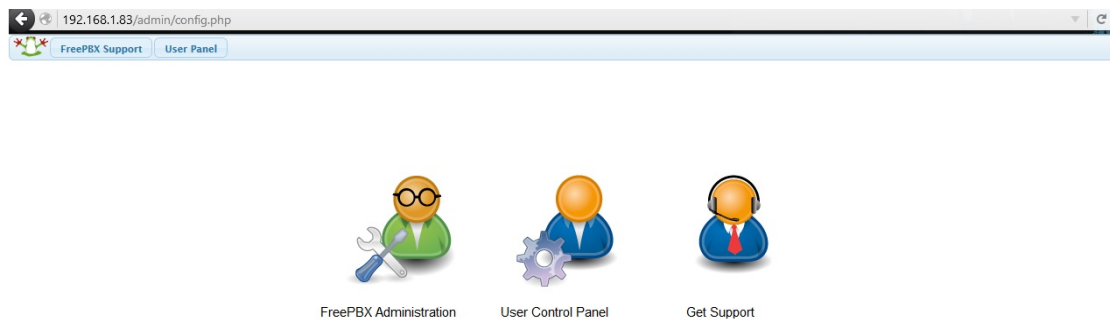 192.168.1.83/admin/config.php
FreePBX Support User Panel
FreePBX Administration User Control Panel Get Support